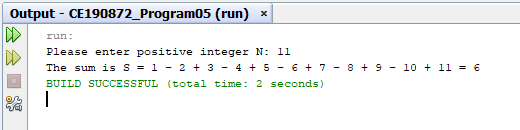 Output - CE190872_Program05 (run) ×
run:
Please enter positive integer N: 11
The sum is S = 1 - 2 + 3 - 4 + 5 - 6 + 7 - 8 + 9 - 10 + 11 = 6
BUILD SUCCESSFUL (total time: 2 seconds)